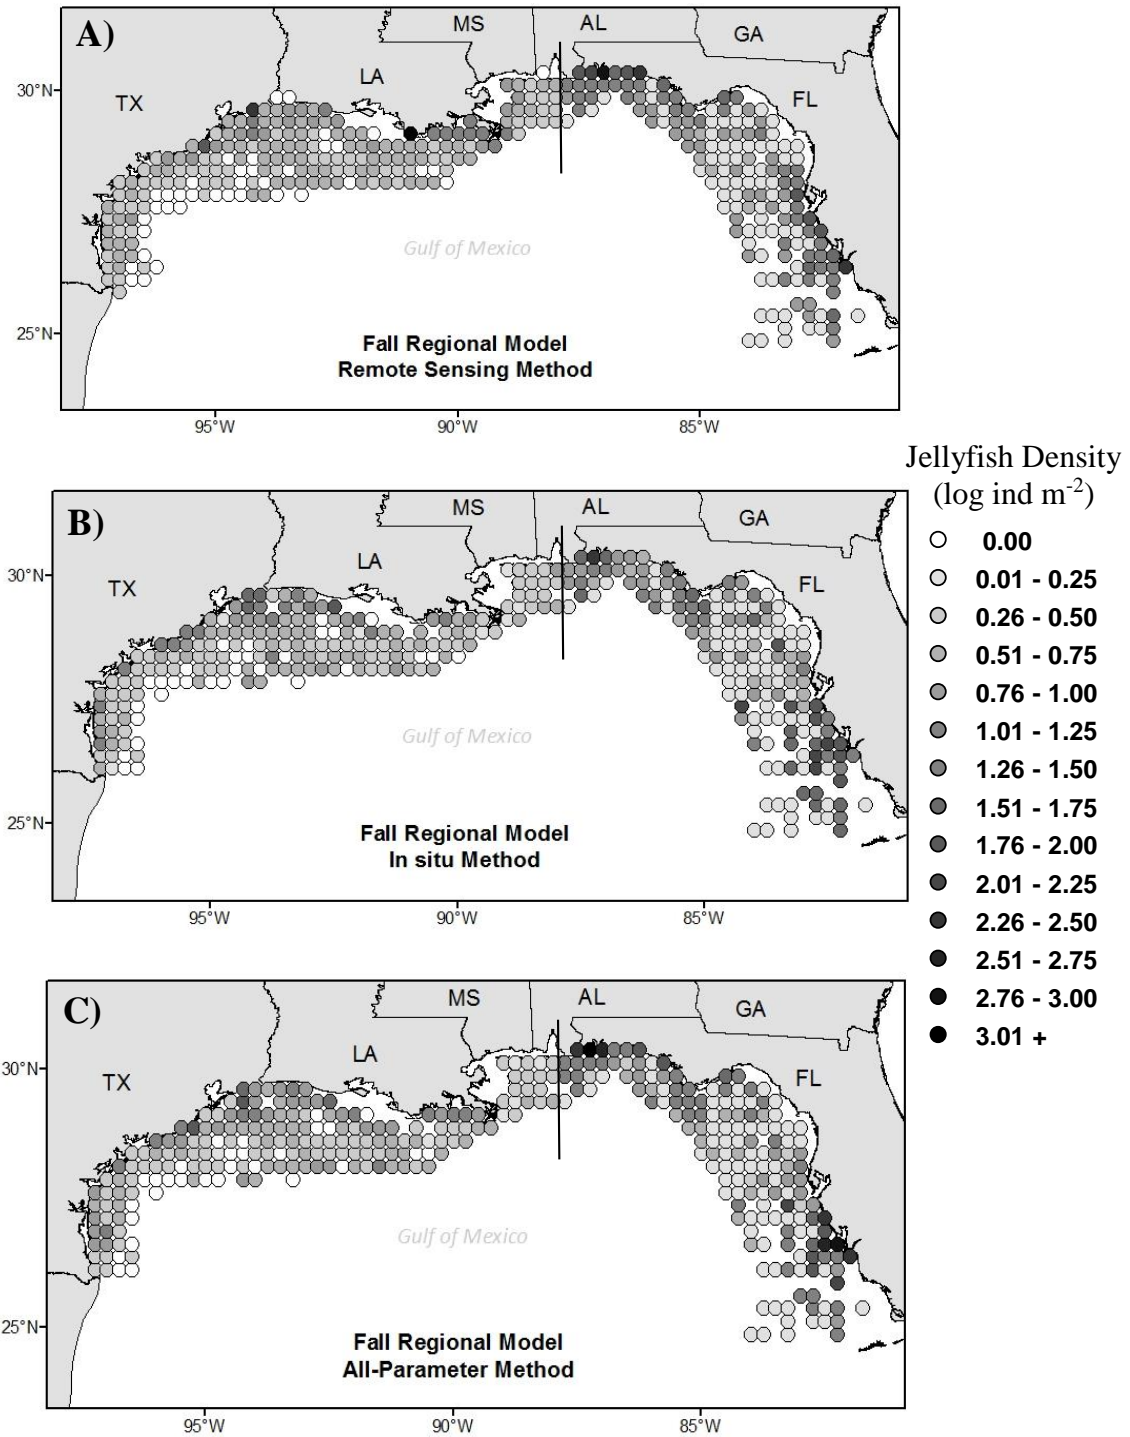 A)
MS
AL
GA
LA
TX
FL
30°N
25°N
Gulf of Mexico
Fall Regional Model
Remote Sensing Method
95°W
90°W
85°W
B)
MS
AL
GA
LA
TX
FL
30°N
25°N
Gulf of Mexico
Fall Regional Model
In situ Method
95°W
90°W
85°W
C)
MS
AL
GA
LA
TX
FL
30°N
25°N
Gulf of Mexico
Fall Regional Model
All-Parameter Method
95°W
90°W
85°W
Jellyfish Density
(log ind m-2)
0.00
0.01 - 0.25
0.26 - 0.50
0.51 - 0.75
0.76 - 1.00
1.01 - 1.25
1.26 - 1.50
1.51 - 1.75
1.76 - 2.00
2.01 - 2.25
2.26 - 2.50
2.51 - 2.75
2.76 - 3.00
3.01 +